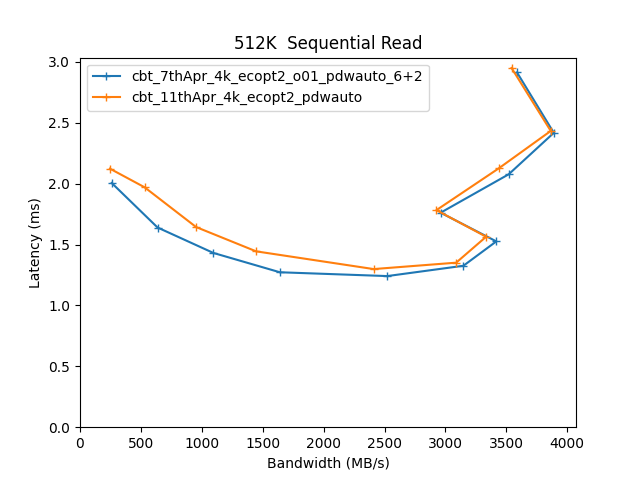 512K  Sequential Read
cbt_7thApr_4k_ecopt2_o01_pdwauto_6+2
cbt_11thApr_4k_ecopt2_pdwauto
Latency (ms)
3.0
2.5
2.0
1.5
1.0
0.5
0.0
0 500 1000 1500 2000 2500 3000 3500 4000
Bandwidth (MB/s)